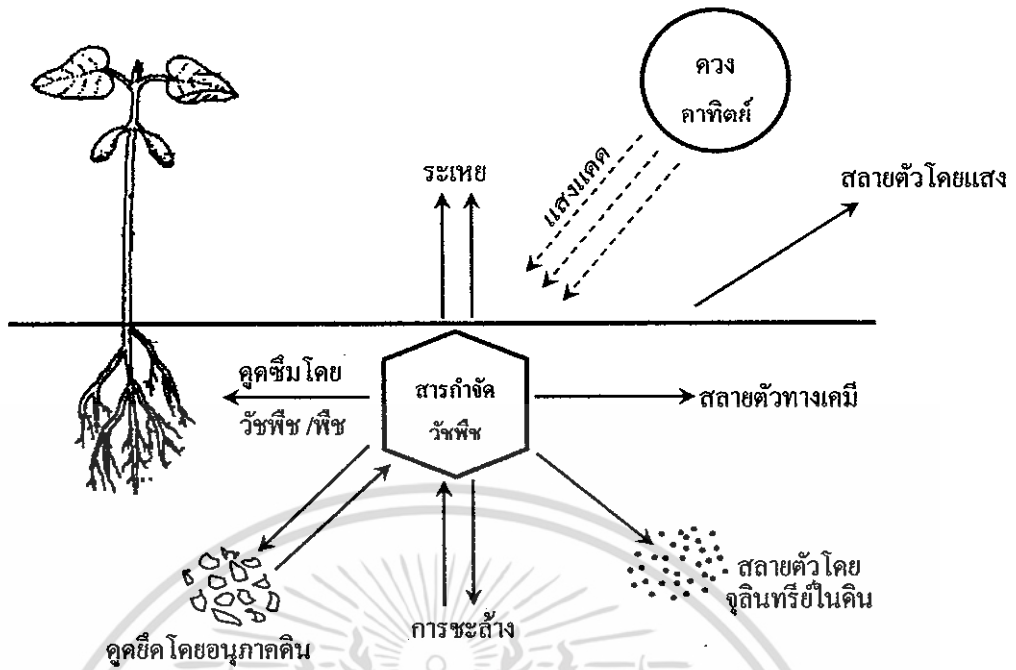 ดวง
อาทิตย์
ระเหย
แสงแดด
สลายตัวโดยแสง
ดูดซึมโดย
วัชพืช /พืช
สารกำจัด
วัชพืช
สลายตัวทางเคมี
สลายตัวโดย
จุลินทรีย์ในดิน
การชะล้าง
ดูดยึดโดยอนุภาคดิน